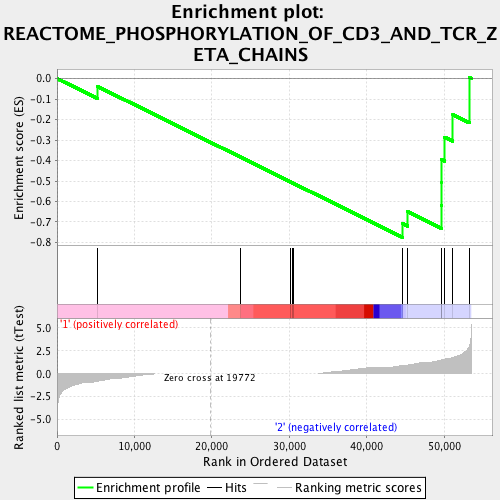 Enrichment plot:
REACTOME_PHOSPHORYLATION_OF_CD3_AND_TCR_Z
ETA_CHAINS
Enrichment score (ES)
0.0
-0.1
-0.2
-0.3
-0.4
-0.5
-0.6
-0.7
-0.8
'1' (positively correlated)
Ranked list metric (tTest)
5.0
2.5
0.0
-2.5
-5.0
Zero cross at 19772
'2' (negatively correlated)
0 10,000 20,000 30,000 40,000 50,000
Rank in Ordered Dataset
Enrichment profile Hits Ranking metric scores